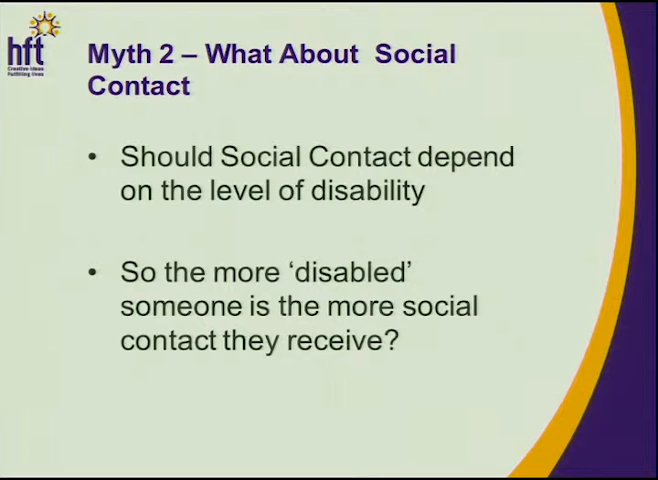 hft
Creative Ideas
Fulfilling lives
Myth 2 – What About Social
Contact
• Should Social Contact depend
on the level of disability
• So the more ‘disabled’
someone is the more social
contact they receive?